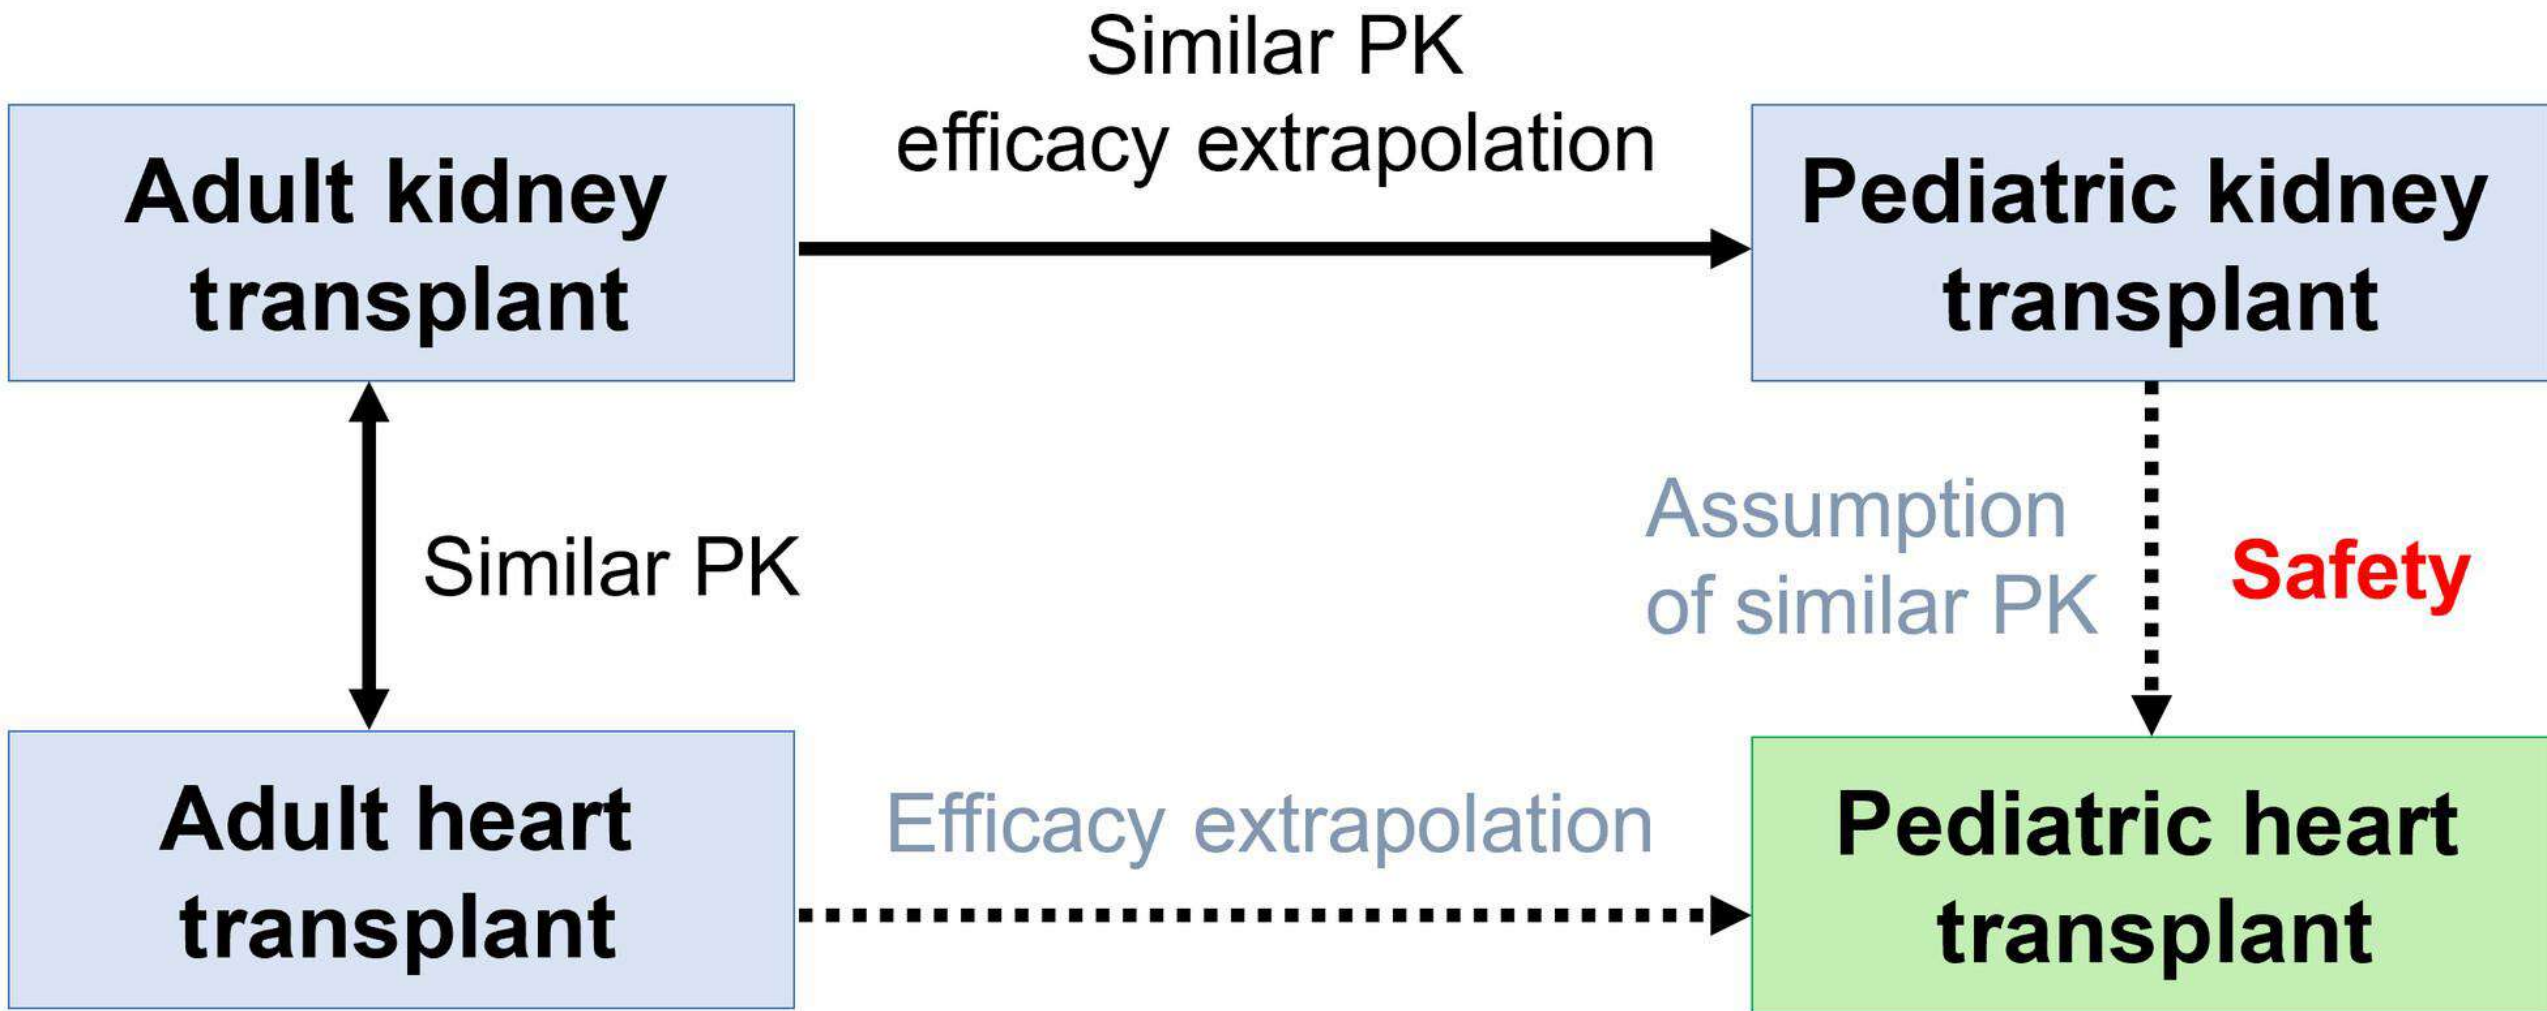 Similar PK
efficacy extrapolation
Adult kidney
transplant
Pediatric kidney
transplant
Similar PK
Assumption
of similar PK
Safety
Adult heart
transplant
Efficacy extrapolation
Pediatric heart
transplant